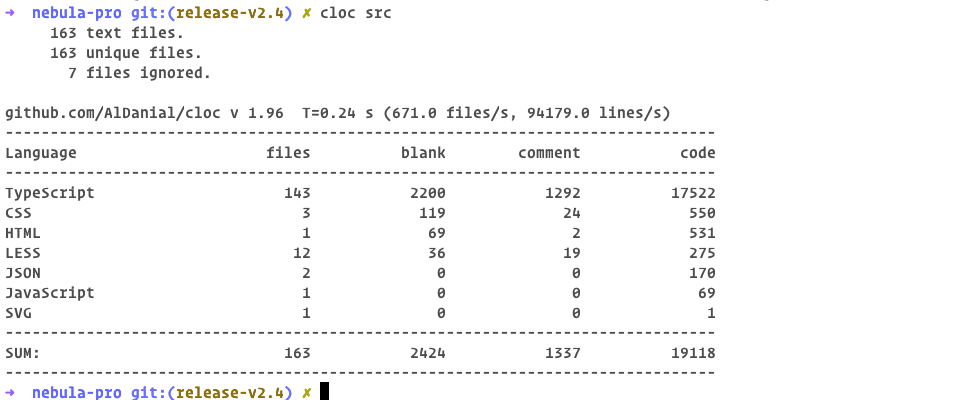 ➜  nebula-pro git:(release-v2.4) ✗ cloc src
     163 text files.
     163 unique files.
       7 files ignored.

github.com/AlDanial/cloc v 1.96  T=0.24 s (671.0 files/s, 94179.0 lines/s)
-------------------------------------------------------------------------------
Language                     files          blank        comment           code
-------------------------------------------------------------------------------
TypeScript                     143           2200           1292          17522
CSS                              3            119             24            550
HTML                             1             69              2            531
LESS                            12             36             19            275
JSON                             2              0              0            170
JavaScript                       1              0              0             69
SVG                              1              0              0              1
-------------------------------------------------------------------------------
SUM:                           163           2424           1337          19118
-------------------------------------------------------------------------------
➜  nebula-pro git:(release-v2.4) ✗